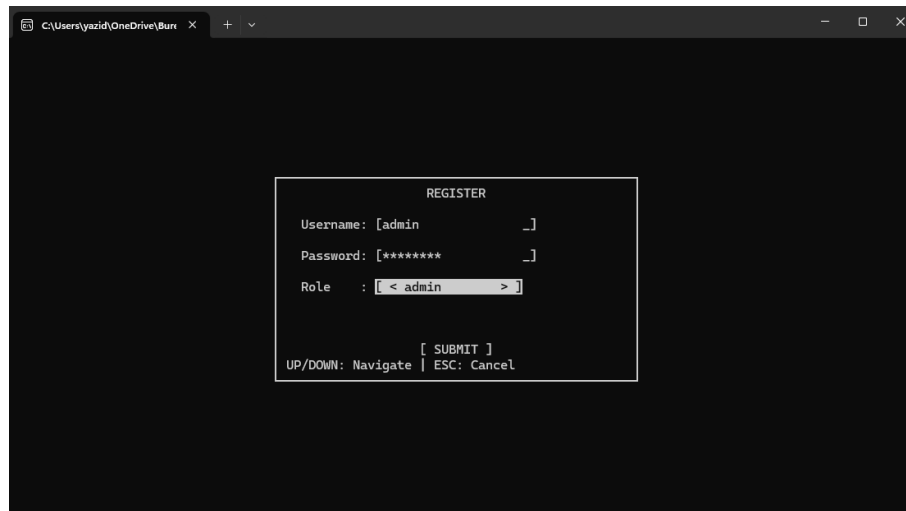 C:\Users\yazid\OneDrive\Bure
REGISTER
Username: [admin _]
Password: [******** _]
Role : [ < admin > ]
[ SUBMIT ]
UP/DOWN: Navigate | ESC: Cancel